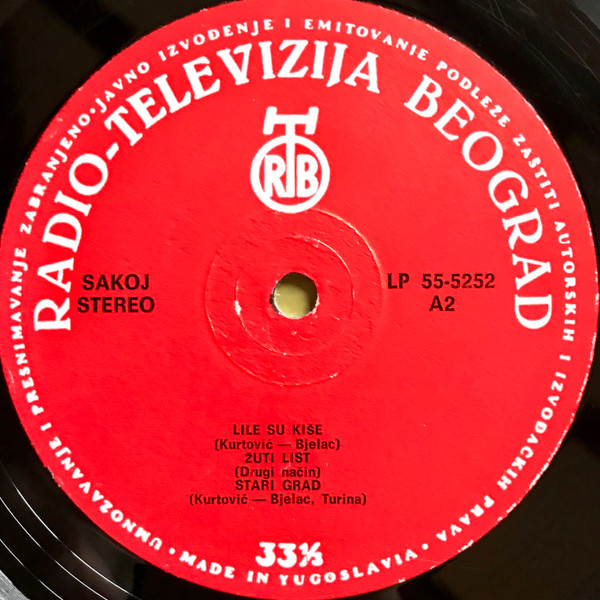 UMNOŽAVANJE I PRESNIMAVANJE ZABRANJENO • JAVNO IZVOĐENJE I EMITOVANJE PODLEŽE ZAŠTITI AUTORSKIH I IZVOĐAČKIH PRAVA •
RADIO-TELEVIZIJA BEOGRAD
RTB
SAKOJ
STEREO
LP 55-5252
A2
LILE SU KIŠE
(Kurtović — Bjelac)
ŽUTI LIST
(Drugi način)
STARI GRAD
(Kurtović — Bjelac, Turina)
33⅓
• MADE IN YUGOSLAVIA •